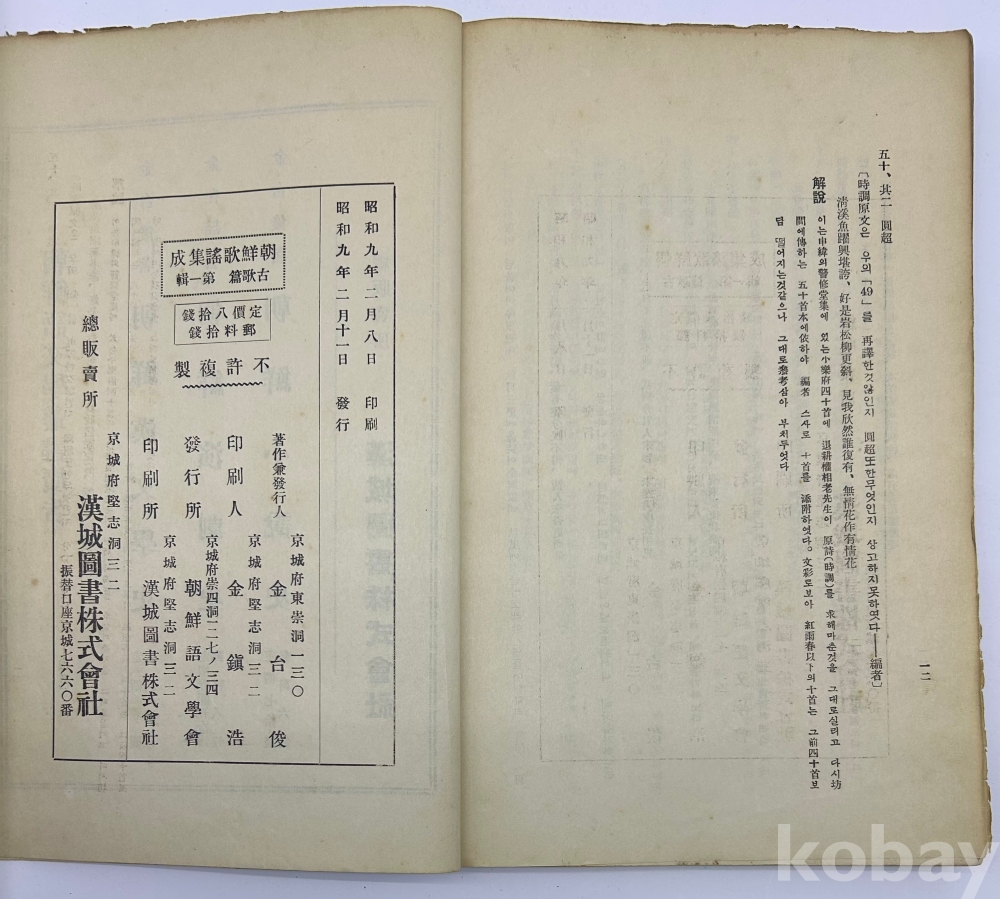 五十、其二 圓超
〔時調原文은 우의「49」를 再譯한것않인지 圓超또한무엇인지 상고하지못하엿다——編者〕
淸溪魚躍興堪誇、好是岩松柳更斜、見我欣然誰復有、無情花作有情花
解說 이는申緯의警修堂集에 있는小樂府四十首에 退耕權相老先生이 原詩(時調)를 求해마춘것을 그대로실리고 다시坊
間에傳하는 五十首本에依하야 編者 스사로 十首를 添附하엿다。文彩도보아 紅雨春以下의十首는 그前四十首보
담 떨어지는것같으나 그대로參考삼아 부처두엇다
一二
昭和九年二月八日 印刷
昭和九年二月十一日 發行
朝鮮歌謠集成
古歌篇 第一輯
定價八拾錢
郵料拾錢
不許複製
京城府東崇洞一三〇
著作兼發行人 金台俊
京城府堅志洞三二
印刷人 金鎭浩
京城府崇四洞一二七ノ三四
發行所 朝鮮語文學會
京城府堅志洞三二
印刷所 漢城圖書株式會社
京城府堅志洞三二
總販賣所 漢城圖書株式會社
振替口座京城七六六〇番
kobay